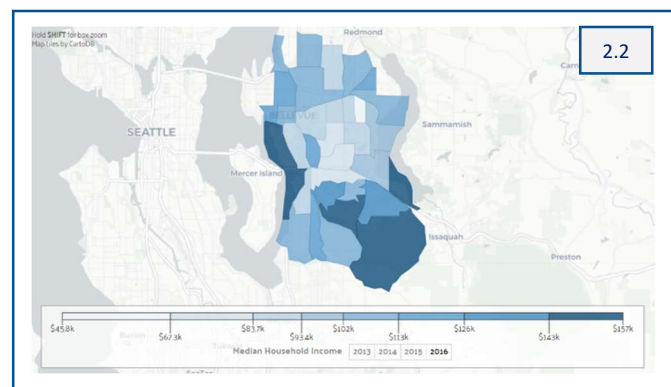 Hold SHIFT for box zoom
Map tiles by CartoDB
2.2
Redmond
BELLEVUE
SEATTLE
Sammamish
Mercer Island
Issaquah
Preston
$45.8k $67.3k $83.7k $93.4k $102k $113k $126k $143k $157k
Median Household Income 2013 2014 2015 2016